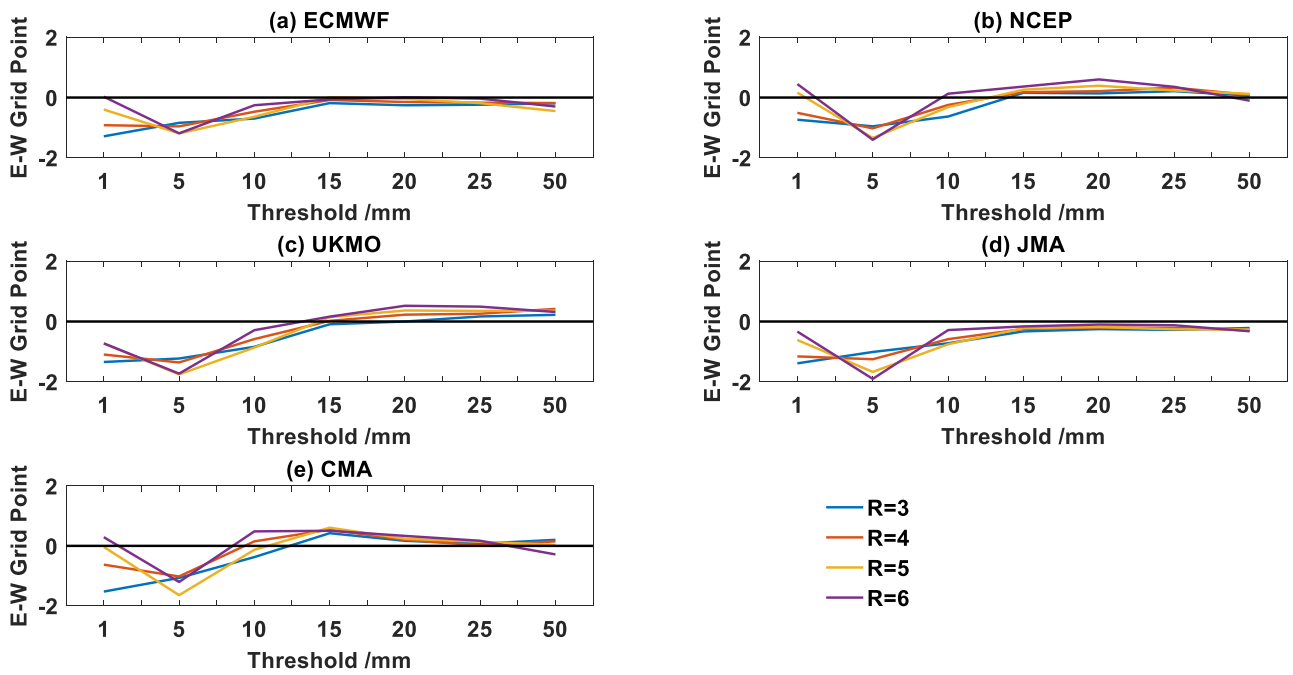 (a) ECMWF
E-W Grid Point
2
0
-2
1 5 10 15 20 25 50
Threshold /mm
(b) NCEP
E-W Grid Point
2
0
-2
1 5 10 15 20 25 50
Threshold /mm
(c) UKMO
E-W Grid Point
2
0
-2
1 5 10 15 20 25 50
Threshold /mm
(d) JMA
E-W Grid Point
2
0
-2
1 5 10 15 20 25 50
Threshold /mm
(e) CMA
E-W Grid Point
2
0
-2
1 5 10 15 20 25 50
Threshold /mm
R=3
R=4
R=5
R=6